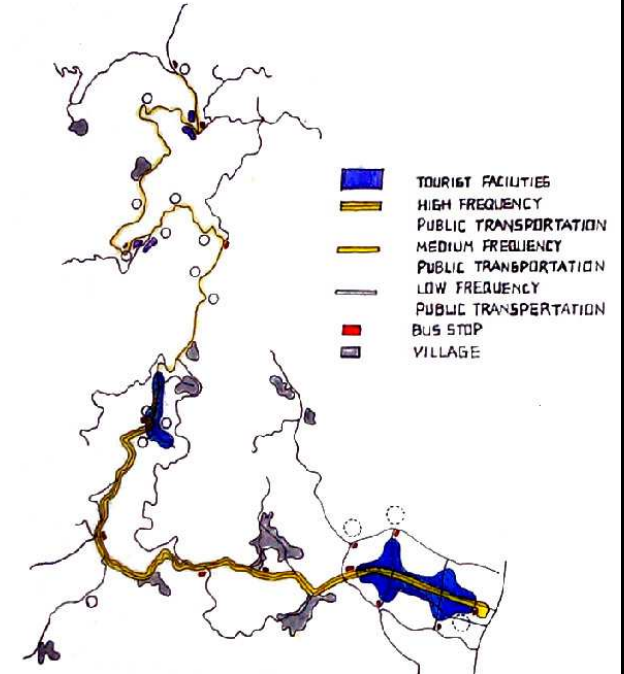 TOURIST FACILITIES
HIGH FREQUENCY
PUBLIC TRANSPORTATION
MEDIUM FREQUENCY
PUBLIC TRANSPORTATION
LOW FREQUENCY
PUBLIC TRANSPERTATION
BUS STOP
VILLAGE